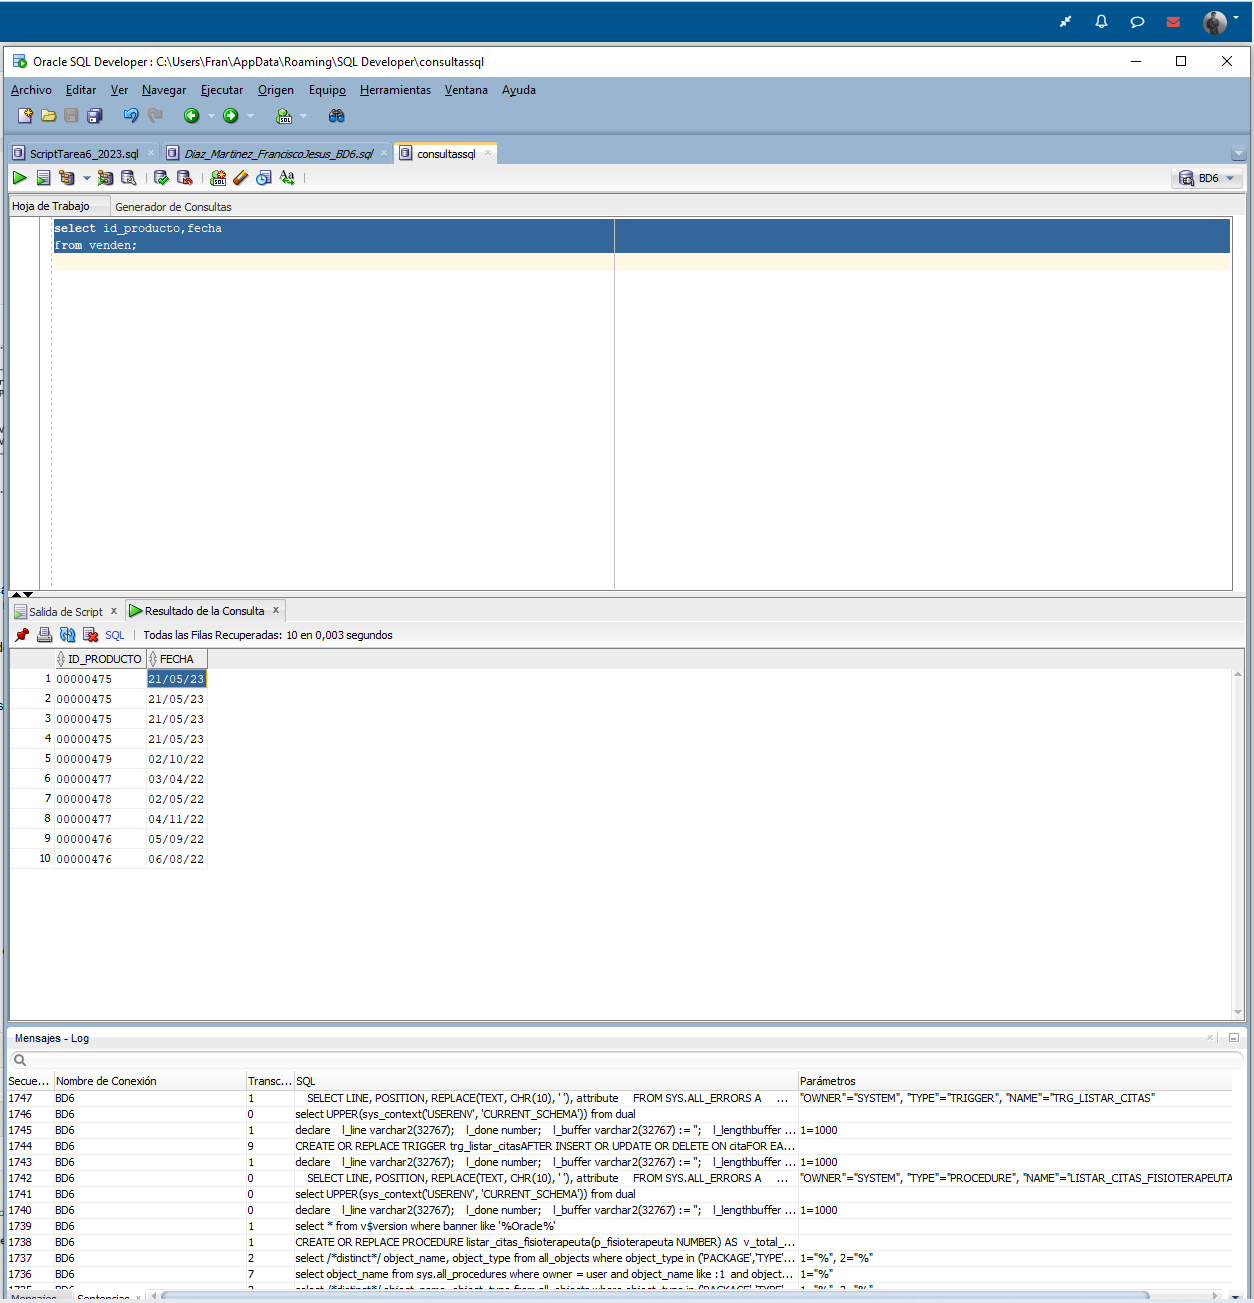 Oracle SQL Developer : C:\Users\Fran\AppData\Roaming\SQL Developer\consultassql
Archivo Editar Ver Navegar Ejecutar Origen Equipo Herramientas Ventana Ayuda
ScriptTarea6_2023.sql Diaz_Martinez_FranciscoJesus_BD6.sql consultassql
BD6
Hoja de Trabajo Generador de Consultas
select id_producto,fecha
from venden;
Salida de Script x Resultado de la Consulta x
SQL Todas las Filas Recuperadas: 10 en 0,003 segundos
ID_PRODUCTO FECHA
1 00000475 21/05/23
2 00000475 21/05/23
3 00000475 21/05/23
4 00000475 21/05/23
5 00000479 02/10/22
6 00000477 03/04/22
7 00000478 02/05/22
8 00000477 04/11/22
9 00000476 05/09/22
10 00000476 06/08/22
Mensajes - Log
Secue... Nombre de Conexión Transc... SQL Parámetros
1747 BD6 1 SELECT LINE, POSITION, REPLACE(TEXT, CHR(10), ' '), attribute FROM SYS.ALL_ERRORS A ... "OWNER"="SYSTEM", "TYPE"="TRIGGER", "NAME"="TRG_LISTAR_CITAS"
1746 BD6 0 select UPPER(sys_context('USERENV', 'CURRENT_SCHEMA')) from dual
1745 BD6 1 declare l_line varchar2(32767); l_done number; l_buffer varchar2(32767) := ''; l_lengthbuffer ... 1=1000
1744 BD6 9 CREATE OR REPLACE TRIGGER trg_listar_citasAFTER INSERT OR UPDATE OR DELETE ON citaFOR EA...
1743 BD6 1 declare l_line varchar2(32767); l_done number; l_buffer varchar2(32767) := ''; l_lengthbuffer ... 1=1000
1742 BD6 0 SELECT LINE, POSITION, REPLACE(TEXT, CHR(10), ' '), attribute FROM SYS.ALL_ERRORS A ... "OWNER"="SYSTEM", "TYPE"="PROCEDURE", "NAME"="LISTAR_CITAS_FISIOTERAPEUTA
1741 BD6 0 select UPPER(sys_context('USERENV', 'CURRENT_SCHEMA')) from dual
1740 BD6 0 declare l_line varchar2(32767); l_done number; l_buffer varchar2(32767) := ''; l_lengthbuffer ... 1=1000
1739 BD6 1 select * from v$version where banner like '%Oracle%'
1738 BD6 1 CREATE OR REPLACE PROCEDURE listar_citas_fisioterapeuta(p_fisioterapeuta NUMBER) AS v_total_...
1737 BD6 2 select /*distinct*/ object_name, object_type from all_objects where object_type in ('PACKAGE','TYPE'... 1="%", 2="%"
1736 BD6 7 select object_name from sys.all_procedures where owner = user and object_name like :1 and object... 1="%"
Mensajes Sentencias